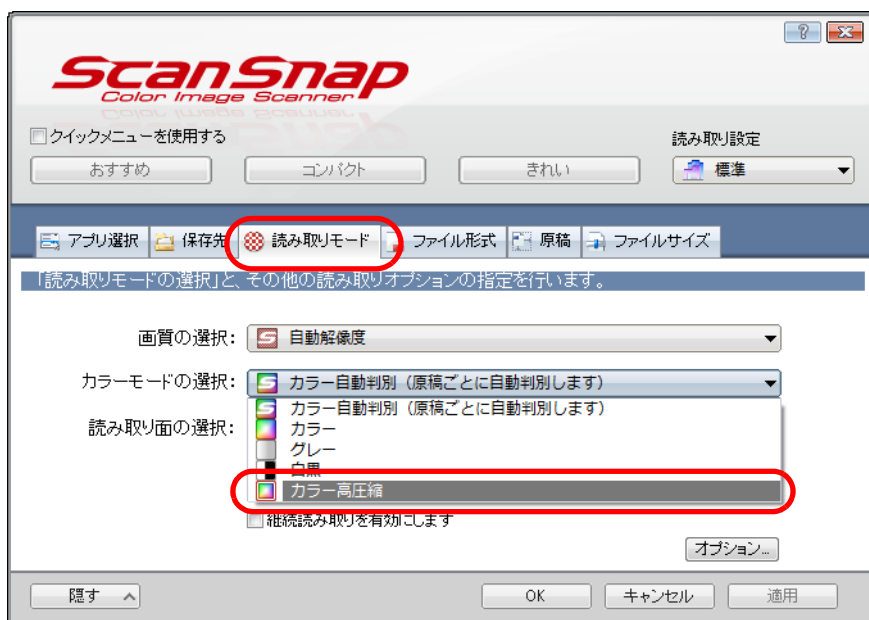 ScanSnap
Color Image Scanner
クイックメニューを使用する
読み取り設定
おすすめ
コンパクト
きれい
標準
アプリ選択
保存先
読み取りモード
ファイル形式
原稿
ファイルサイズ
「読み取りモードの選択」と、その他の読み取りオプションの指定を行います。
画質の選択:
自動解像度
カラーモードの選択:
カラー自動判別（原稿ごとに自動判別します）
カラー自動判別（原稿ごとに自動判別します）
読み取り面の選択:
カラー
グレー
白黒
カラー高圧縮
継続読み取りを有効にします
オプション...
隠す
OK
キャンセル
適用